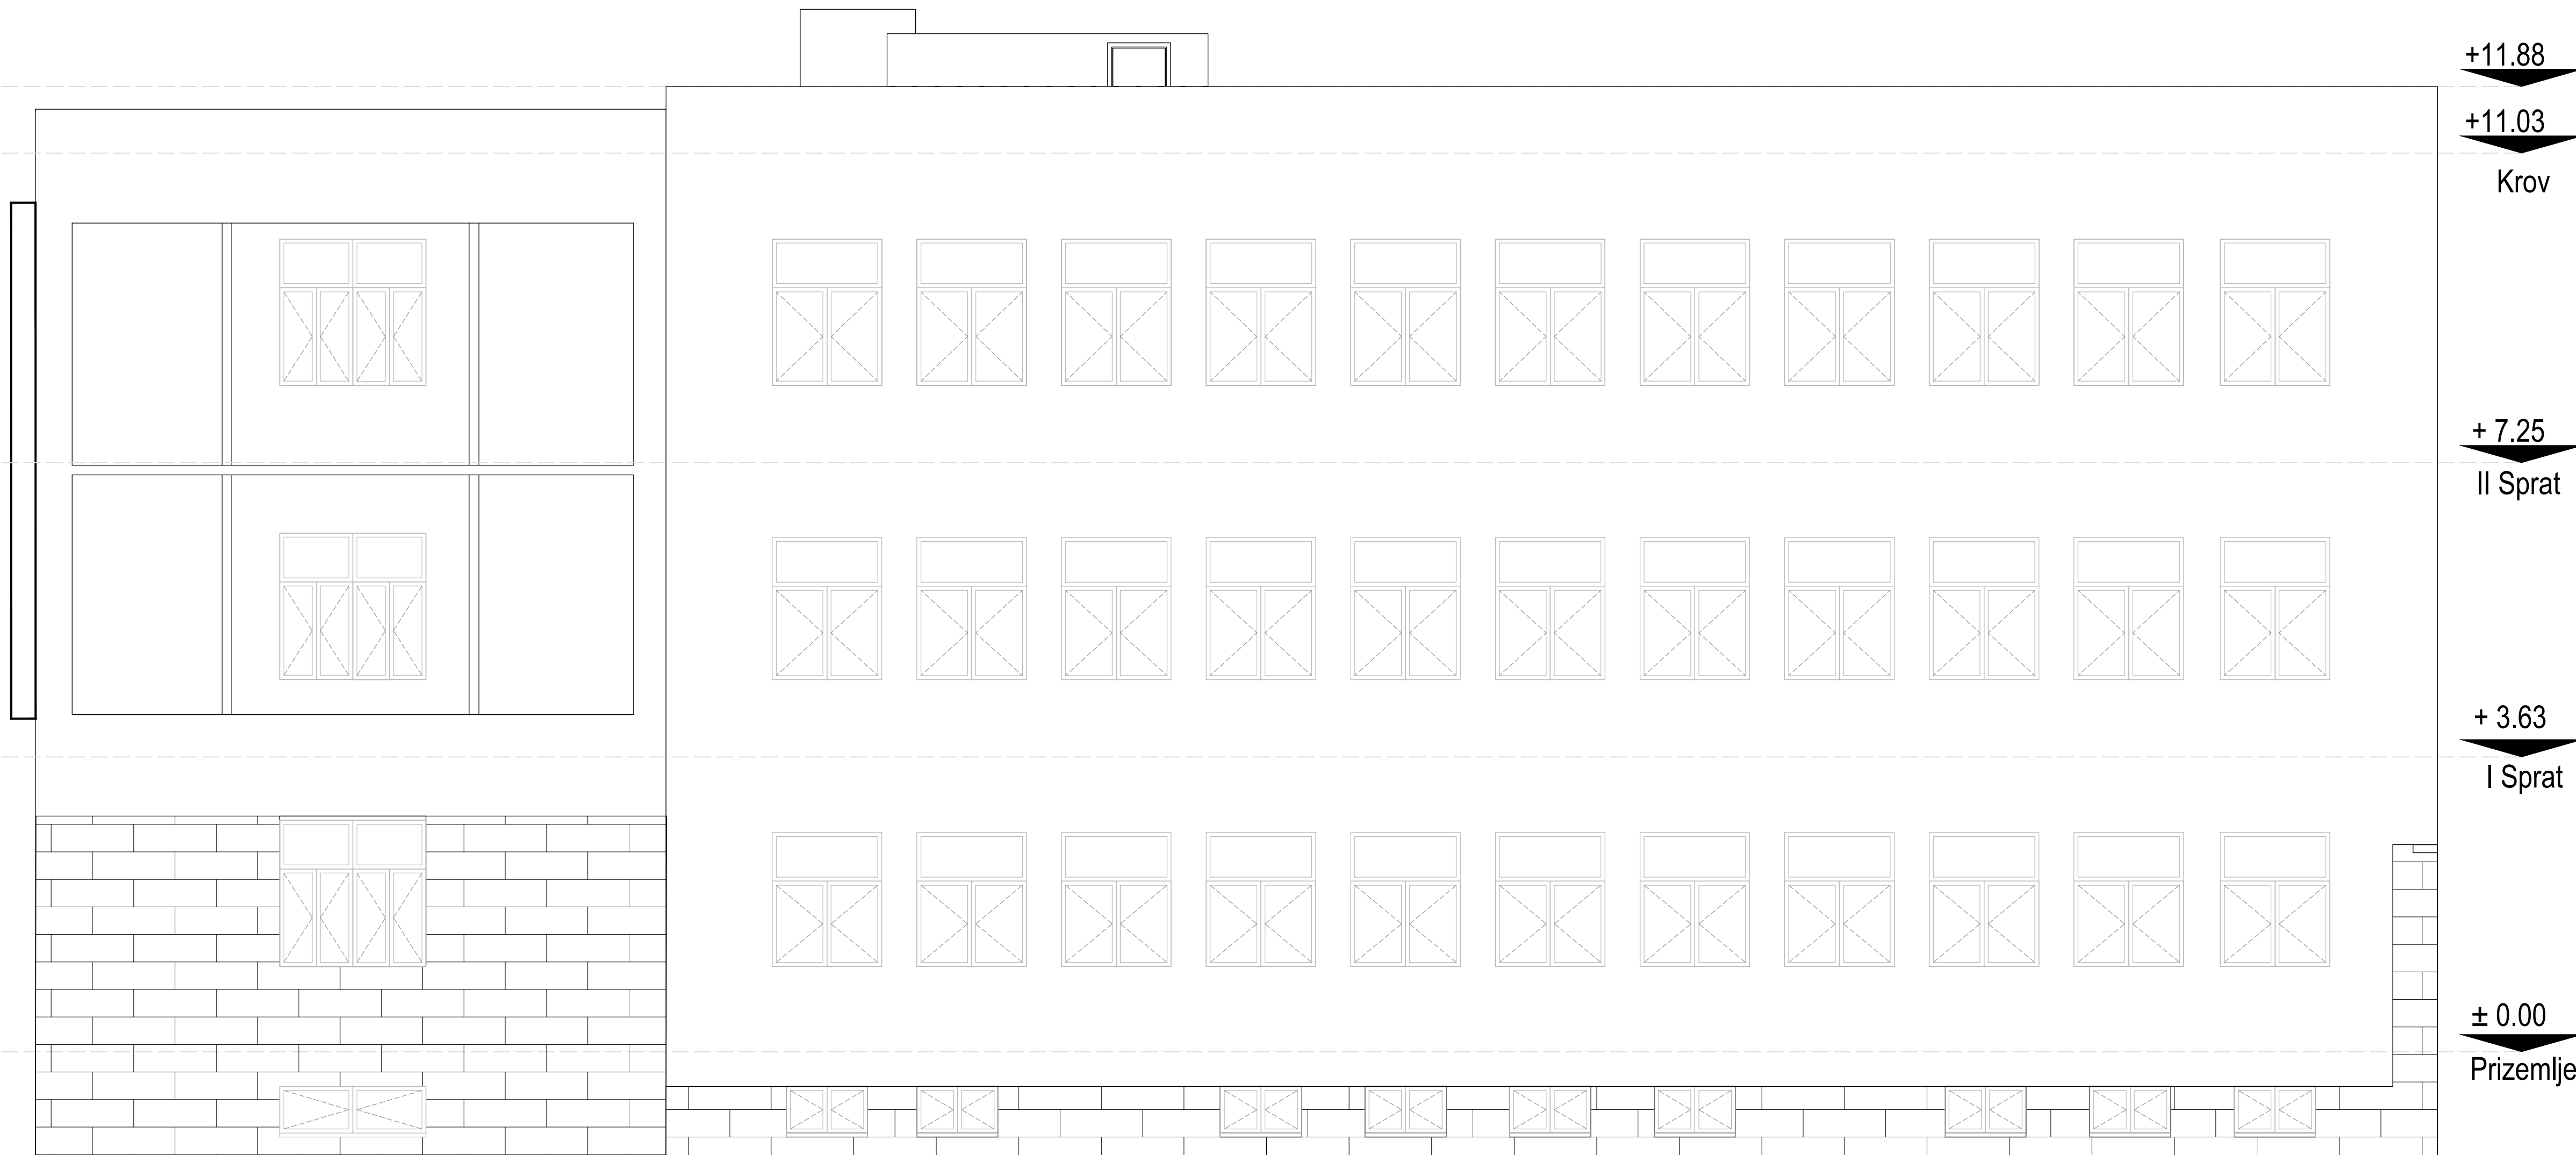 +11.88
+11.03
Krov
+ 7.25
II Sprat
+ 3.63
I Sprat
± 0.00
Prizemlje